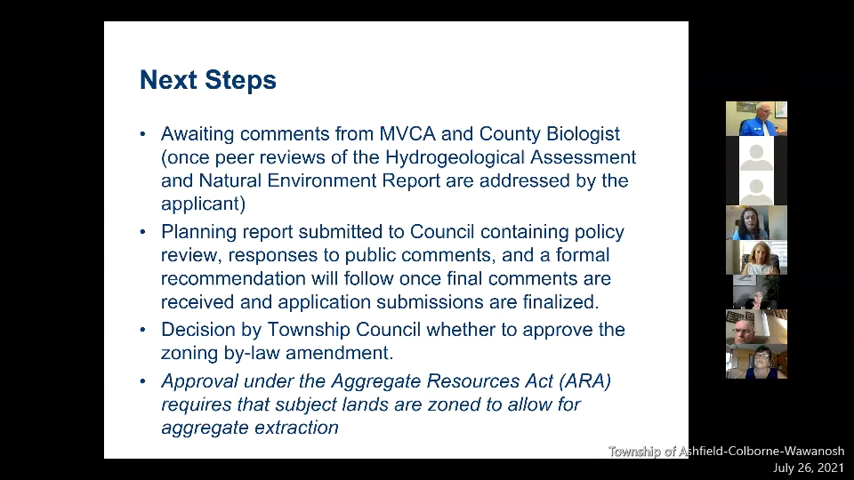 Next Steps
• Awaiting comments from MVCA and County Biologist
(once peer reviews of the Hydrogeological Assessment
and Natural Environment Report are addressed by the
applicant)
• Planning report submitted to Council containing policy
review, responses to public comments, and a formal
recommendation will follow once final comments are
received and application submissions are finalized.
• Decision by Township Council whether to approve the
zoning by-law amendment.
• Approval under the Aggregate Resources Act (ARA)
requires that subject lands are zoned to allow for
aggregate extraction
Township of Ashfield-Colborne-Wawanosh
July 26, 2021